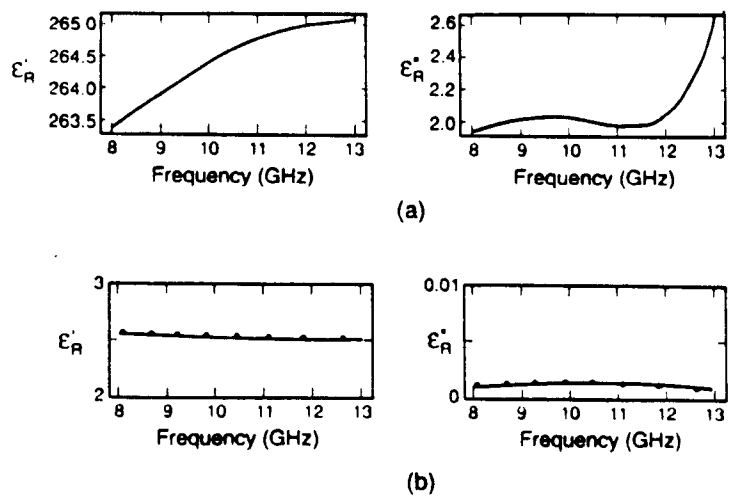 ε'R
265.0
264.5
264.0
263.5
8 9 10 11 12 13
Frequency (GHz)
ε"R
2.6
2.4
2.2
2.0
8 9 10 11 12 13
Frequency (GHz)
(a)
ε'R
3
2
8 9 10 11 12 13
Frequency (GHz)
ε"R
0.01
0
8 9 10 11 12 13
Frequency (GHz)
(b)